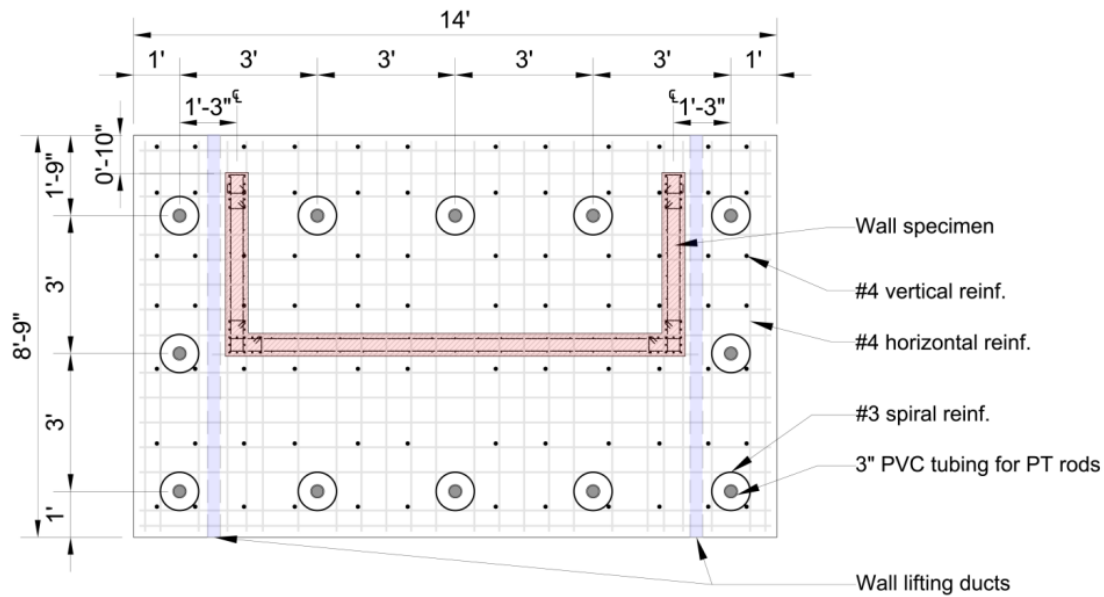 14'
1'
3'
3'
3'
3'
1'
1'-3" ℄
℄ 1'-3"
0'-10"
1'-9"
3'
8'-9"
3'
1'
Wall specimen
#4 vertical reinf.
#4 horizontal reinf.
#3 spiral reinf.
3" PVC tubing for PT rods
Wall lifting ducts